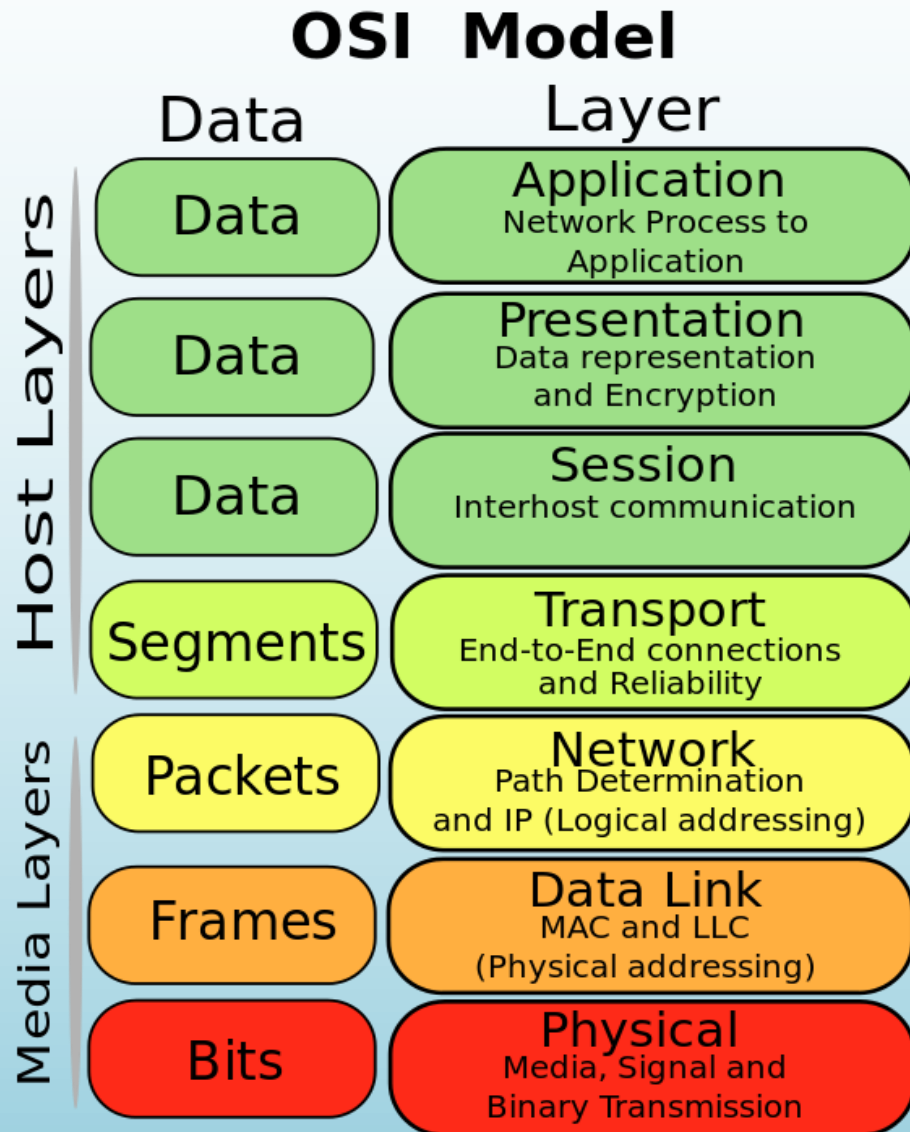 OSI Model
Data
Layer
Host Layers
Data
Application
Network Process to
Application
Data
Presentation
Data representation
and Encryption
Data
Session
Interhost communication
Segments
Transport
End-to-End connections
and Reliability
Media Layers
Packets
Network
Path Determination
and IP (Logical addressing)
Frames
Data Link
MAC and LLC
(Physical addressing)
Bits
Physical
Media, Signal and
Binary Transmission